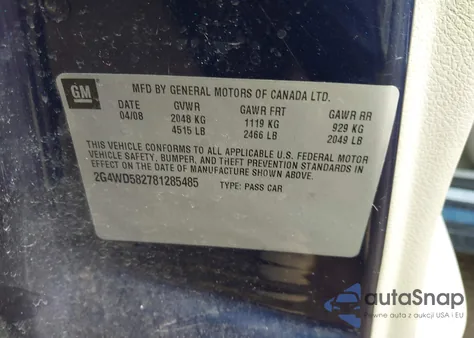 GM
MFD BY GENERAL MOTORS OF CANADA LTD.
DATE GVWR GAWR FRT GAWR RR
04/08 2048 KG 1119 KG 929 KG
4515 LB 2466 LB 2049 LB
THIS VEHICLE CONFORMS TO ALL APPLICABLE U.S. FEDERAL MOTOR
VEHICLE SAFETY, BUMPER, AND THEFT PREVENTION STANDARDS IN
EFFECT ON THE DATE OF MANUFACTURE SHOWN ABOVE.
2G4WD582781285485 TYPE: PASS CAR
autoSnap
Pewne auto z aukcji USA i EU